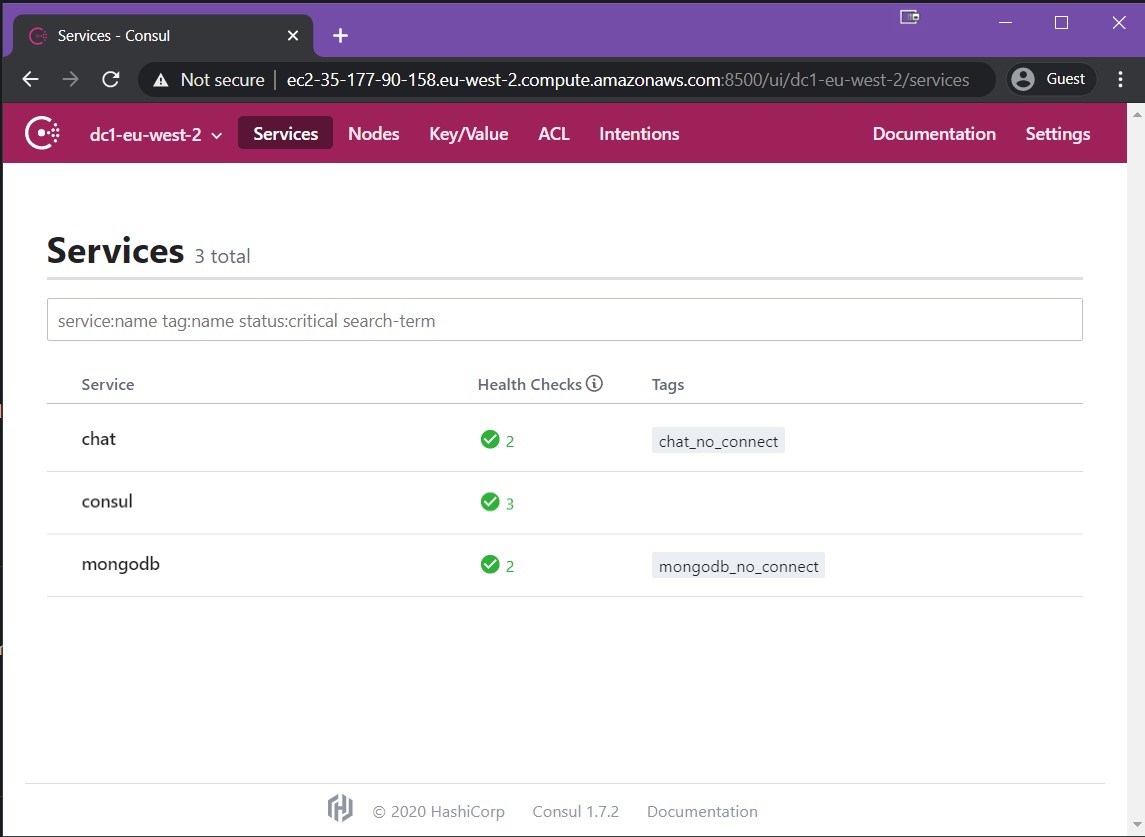 Services - Consul
Not secure | ec2-35-177-90-158.eu-west-2.compute.amazonaws.com:8500/ui/dc1-eu-west-2/services Guest
dc1-eu-west-2 Services Nodes Key/Value ACL Intentions Documentation Settings
Services 3 total
service:name tag:name status:critical search-term
Service Health Checks Tags
chat 2 chat_no_connect
consul 3
mongodb 2 mongodb_no_connect
© 2020 HashiCorp Consul 1.7.2 Documentation